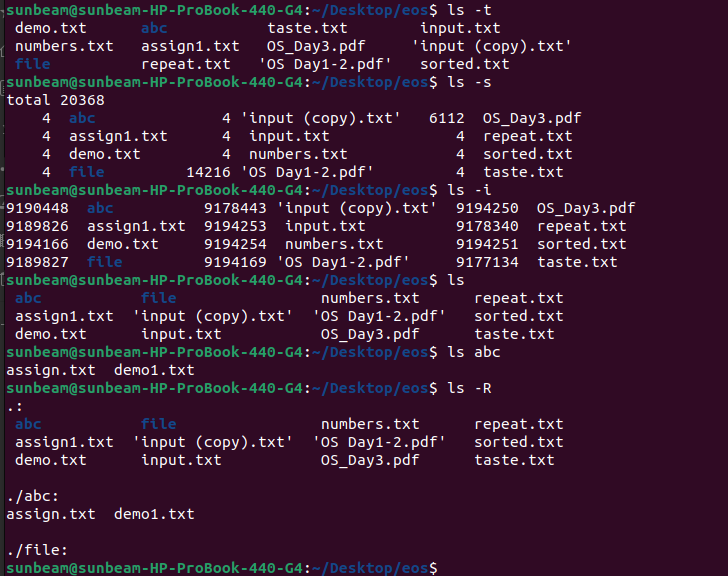 sunbeam@sunbeam-HP-ProBook-440-G4:~/Desktop/eos$ ls -t
 demo.txt      abc           taste.txt       input.txt
 numbers.txt   assign1.txt   OS_Day3.pdf    'input (copy).txt'
 file          repeat.txt   'OS Day1-2.pdf'  sorted.txt
sunbeam@sunbeam-HP-ProBook-440-G4:~/Desktop/eos$ ls -s
total 20368
    4  abc              4 'input (copy).txt'   6112  OS_Day3.pdf
    4  assign1.txt      4  input.txt              4  repeat.txt
    4  demo.txt         4  numbers.txt            4  sorted.txt
    4  file         14216 'OS Day1-2.pdf'         4  taste.txt
sunbeam@sunbeam-HP-ProBook-440-G4:~/Desktop/eos$ ls -i
9190448  abc          9178443 'input (copy).txt'  9194250  OS_Day3.pdf
9189826  assign1.txt  9194253  input.txt          9178340  repeat.txt
9194166  demo.txt     9194254  numbers.txt        9194251  sorted.txt
9189827  file         9194169 'OS Day1-2.pdf'     9177134  taste.txt
sunbeam@sunbeam-HP-ProBook-440-G4:~/Desktop/eos$ ls
 abc           file               numbers.txt      repeat.txt
 assign1.txt  'input (copy).txt'  'OS Day1-2.pdf'   sorted.txt
 demo.txt      input.txt          OS_Day3.pdf      taste.txt
sunbeam@sunbeam-HP-ProBook-440-G4:~/Desktop/eos$ ls abc
assign.txt  demo1.txt
sunbeam@sunbeam-HP-ProBook-440-G4:~/Desktop/eos$ ls -R
.:
 abc           file               numbers.txt      repeat.txt
 assign1.txt  'input (copy).txt'  'OS Day1-2.pdf'   sorted.txt
 demo.txt      input.txt          OS_Day3.pdf      taste.txt

./abc:
assign.txt  demo1.txt

./file:
sunbeam@sunbeam-HP-ProBook-440-G4:~/Desktop/eos$